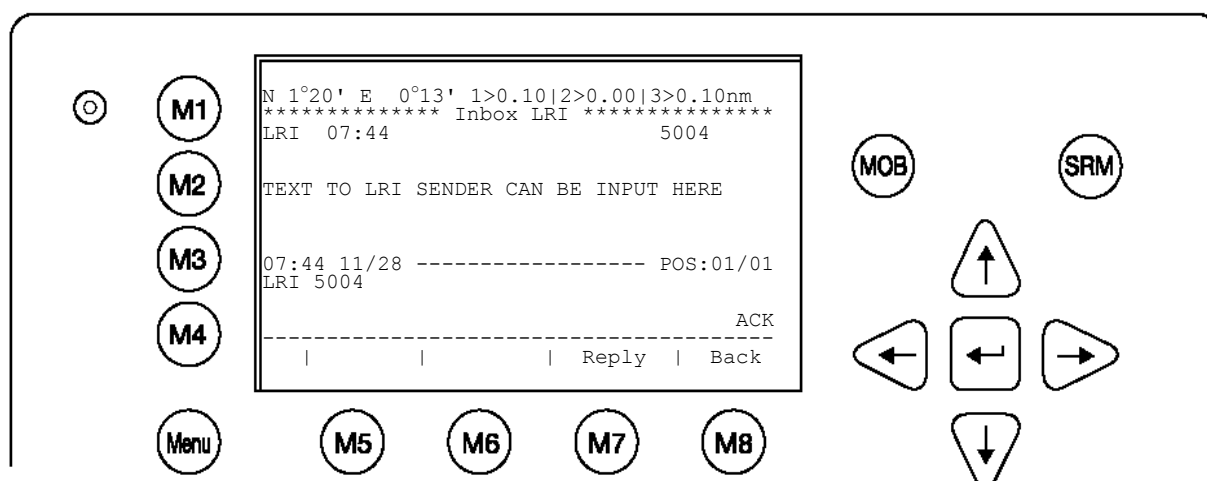 N 1°20' E 0°13' 1>0.10|2>0.00|3>0.10nm
************** Inbox LRI ***************
LRI 07:44 5004
TEXT TO LRI SENDER CAN BE INPUT HERE
07:44 11/28 ------------------ POS:01/01
LRI 5004
ACK
----------------------------------------
| | | Reply | Back
M1
M2
M3
M4
Menu
M5
M6
M7
M8
MOB
SRM